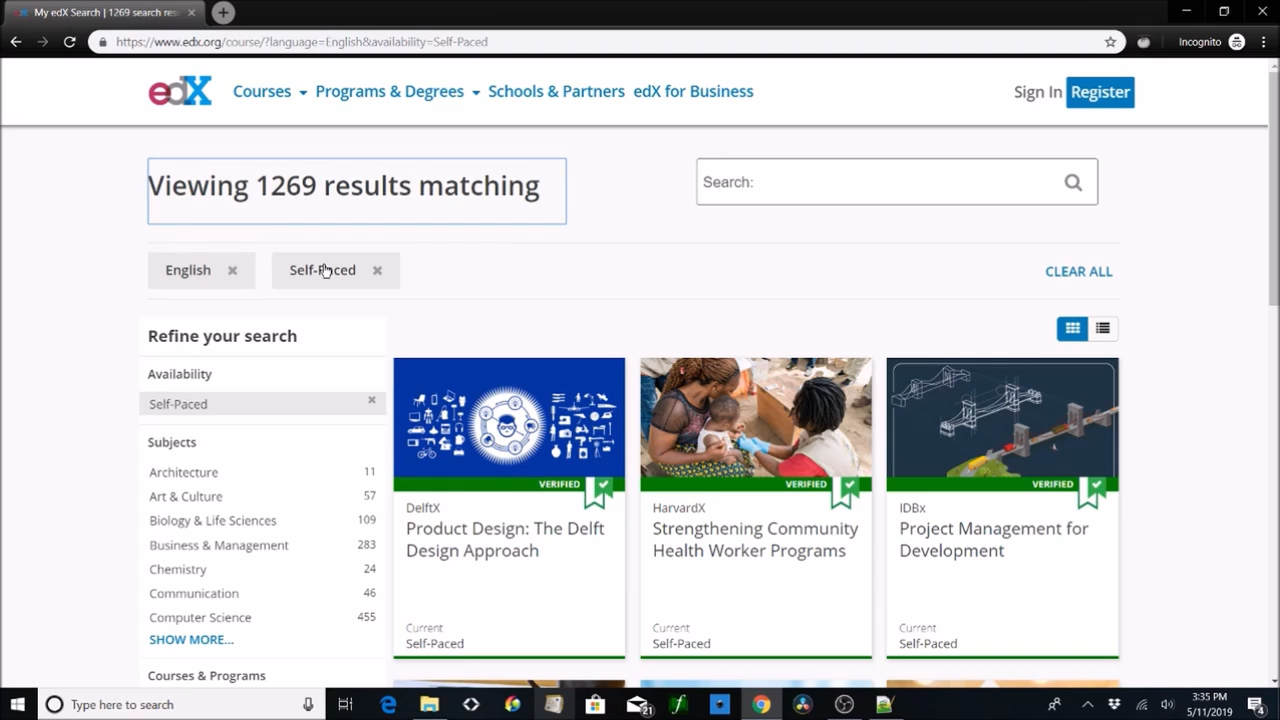 My edX Search | 1269 search res
https://www.edx.org/course/?language=English&availability=Self-Paced
Incognito
edX
Courses
Programs & Degrees
Schools & Partners
edX for Business
Sign In
Register
Viewing 1269 results matching
Search:
English
Self-Paced
CLEAR ALL
Refine your search
Availability
Self-Paced
Subjects
Architecture 11
Art & Culture 57
Biology & Life Sciences 109
Business & Management 283
Chemistry 24
Communication 46
Computer Science 455
SHOW MORE...
Courses & Programs
VERIFIED
DelftX
Product Design: The Delft
Design Approach
Current
Self-Paced
VERIFIED
HarvardX
Strengthening Community
Health Worker Programs
Current
Self-Paced
VERIFIED
IDBx
Project Management for
Development
Current
Self-Paced
Type here to search
21
3:35 PM
5/11/2019
4